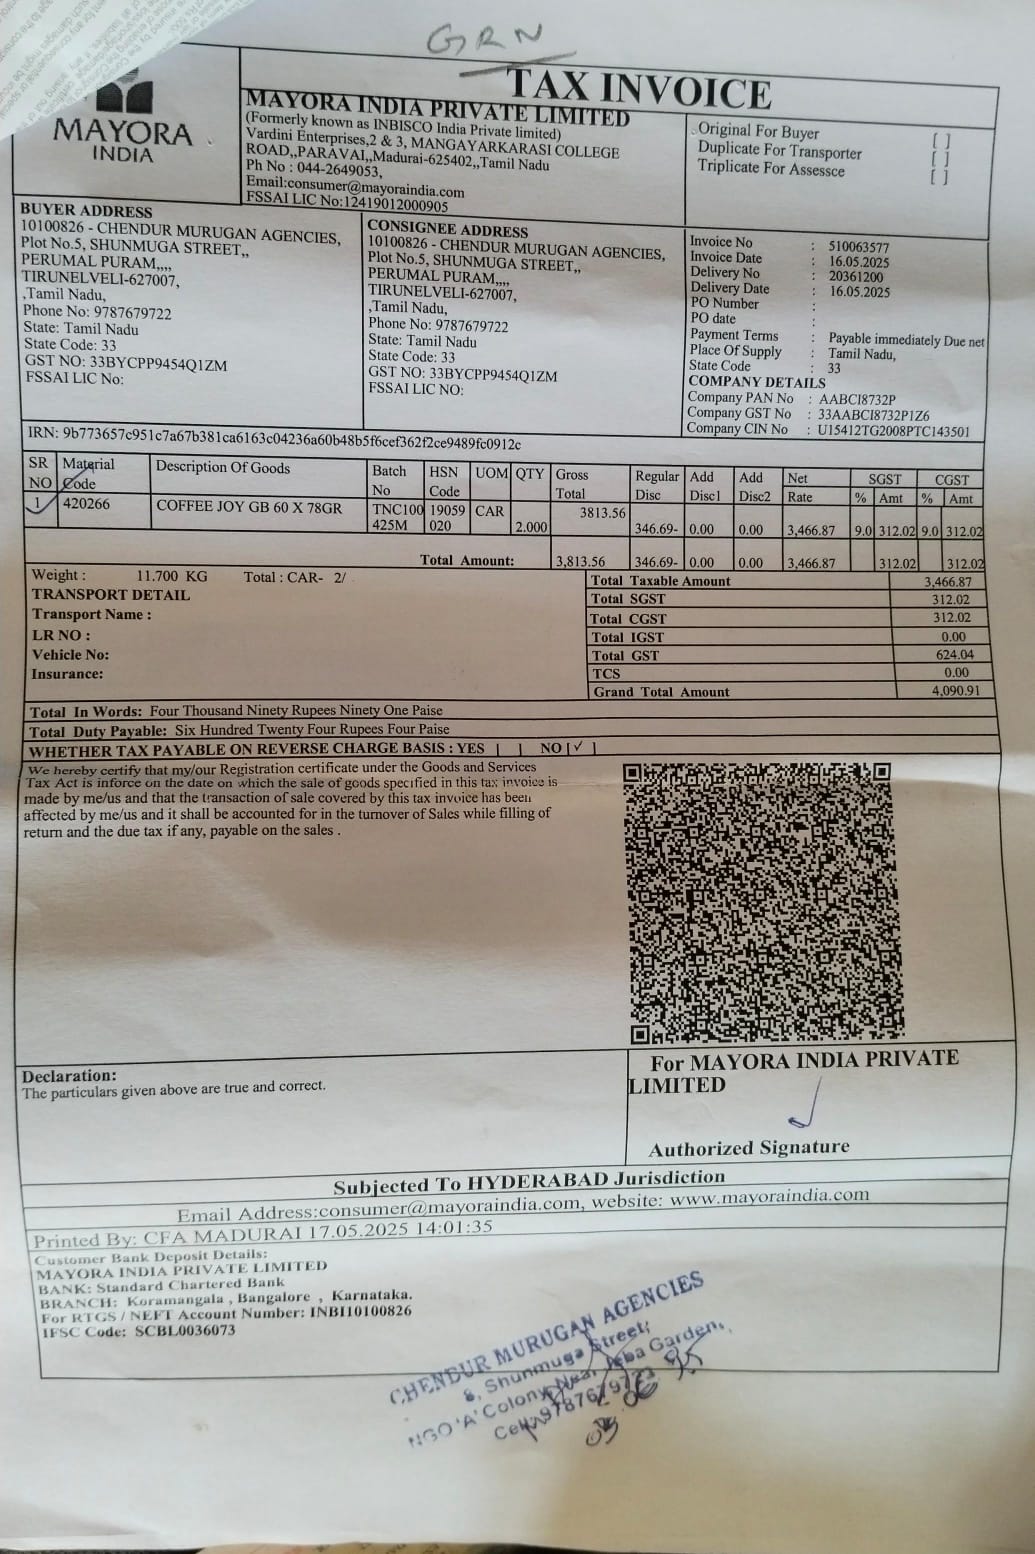 GRN
TAX INVOICE
MAYORA
INDIA
MAYORA INDIA PRIVATE LIMITED
(Formerly known as INBISCO India Private limited)
Vardini Enterprises,2 & 3, MANGAYARKARASI COLLEGE
ROAD,,PARAVAI,,Madurai-625402,,Tamil Nadu
Ph No : 044-2649053,
Email:consumer@mayoraindia.com
FSSAI LIC No:12419012000905
Original For Buyer [ ]
Duplicate For Transporter [ ]
Triplicate For Assessce [ ]
BUYER ADDRESS
10100826 - CHENDUR MURUGAN AGENCIES,
Plot No.5, SHUNMUGA STREET,,
PERUMAL PURAM,,,,
TIRUNELVELI-627007,
,Tamil Nadu,
Phone No: 9787679722
State: Tamil Nadu
State Code: 33
GST NO: 33BYCPP9454Q1ZM
FSSAI LIC No:
CONSIGNEE ADDRESS
10100826 - CHENDUR MURUGAN AGENCIES,
Plot No.5, SHUNMUGA STREET,,
PERUMAL PURAM,,,,
TIRUNELVELI-627007,
,Tamil Nadu,
Phone No: 9787679722
State: Tamil Nadu
State Code: 33
GST NO: 33BYCPP9454Q1ZM
FSSAI LIC NO:
Invoice No : 510063577
Invoice Date : 16.05.2025
Delivery No : 20361200
Delivery Date : 16.05.2025
PO Number :
PO date :
Payment Terms : Payable immediately Due net
Place Of Supply : Tamil Nadu,
State Code : 33
COMPANY DETAILS
Company PAN No : AABCI8732P
Company GST No : 33AABCI8732P1Z6
Company CIN No : U15412TG2008PTC143501
IRN: 9b773657c951c7a67b381ca6163c04236a60b48b5f6cef362f2ce9489fc0912c
SR Material Description Of Goods Batch HSN UOM QTY Gross Regular Add Add Net SGST CGST
NO Code No Code Total Disc Disc1 Disc2 Rate % Amt % Amt
1 420266 COFFEE JOY GB 60 X 78GR TNC100 19059 CAR 3813.56
425M 020 2.000 346.69- 0.00 0.00 3,466.87 9.0 312.02 9.0 312.02
Total Amount: 3,813.56 346.69- 0.00 0.00 3,466.87 312.02 312.02
Weight : 11.700 KG Total : CAR- 2/
TRANSPORT DETAIL
Transport Name :
LR NO :
Vehicle No:
Insurance:
Total Taxable Amount 3,466.87
Total SGST 312.02
Total CGST 312.02
Total IGST 0.00
Total GST 624.04
TCS 0.00
Grand Total Amount 4,090.91
Total In Words: Four Thousand Ninety Rupees Ninety One Paise
Total Duty Payable: Six Hundred Twenty Four Rupees Four Paise
WHETHER TAX PAYABLE ON REVERSE CHARGE BASIS : YES [ ] NO [✓ ]
We hereby certify that my/our Registration certificate under the Goods and Services
Tax Act is inforce on the date on which the sale of goods specified in this tax invoice is
made by me/us and that the transaction of sale covered by this tax invoice has been
affected by me/us and it shall be accounted for in the turnover of Sales while filling of
return and the due tax if any, payable on the sales .
Declaration:
The particulars given above are true and correct.
For MAYORA INDIA PRIVATE
LIMITED
Authorized Signature
Subjected To HYDERABAD Jurisdiction
Email Address:consumer@mayoraindia.com, website: www.mayoraindia.com
Printed By: CFA MADURAI 17.05.2025 14:01:35
Customer Bank Deposit Details:
MAYORA INDIA PRIVATE LIMITED
BANK: Standard Chartered Bank
BRANCH: Koramangala , Bangalore , Karnataka.
For RTGS / NEFT Account Number: INBI10100826
IFSC Code: SCBL0036073
CHENDUR MURUGAN AGENCIES
8, Shunmuga Street,
NGO 'A' Colony, Near Garden,
Cell